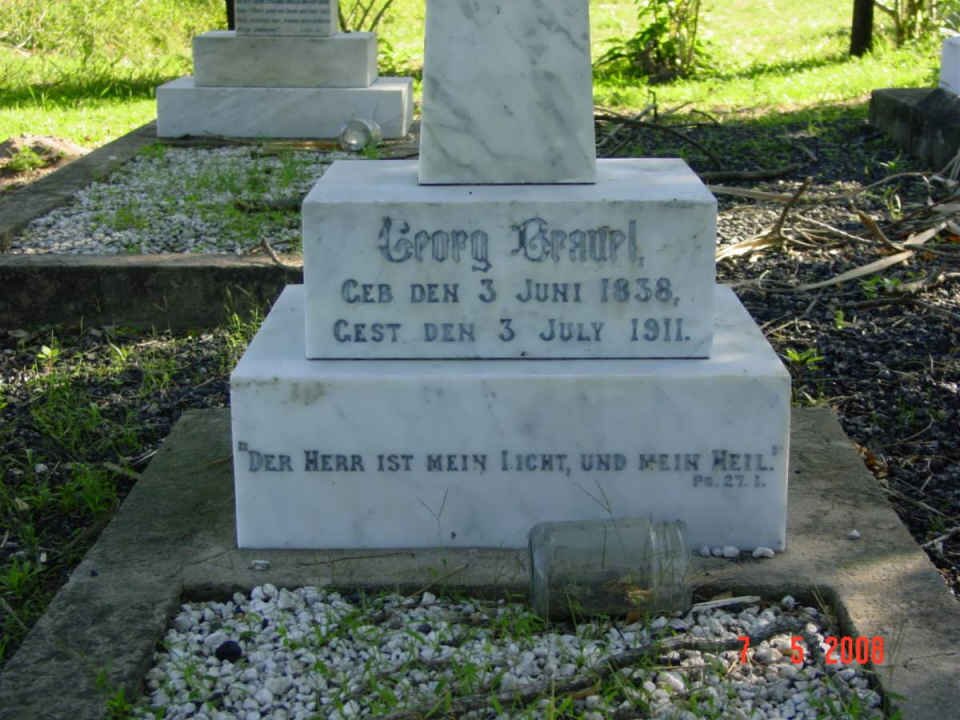 Georg
GEB DEN 3 JUNI 1838,
GEST DEN 3 JULY 1911.
"DER HERR IST MEIN LICHT, UND MEIN HEIL."
PS. 27. 1.
7 5 2008